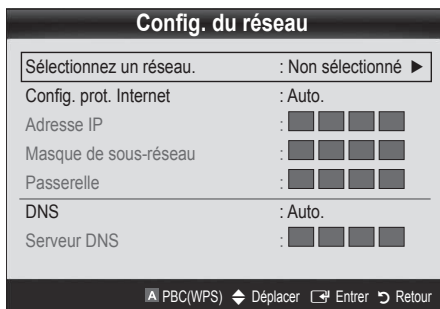 Config. du réseau
Sélectionnez un réseau. : Non sélectionné ►
Config. prot. Internet : Auto.
Adresse IP :
Masque de sous-réseau :
Passerelle :
DNS : Auto.
Serveur DNS :
A PBC(WPS) Déplacer Entrer Retour